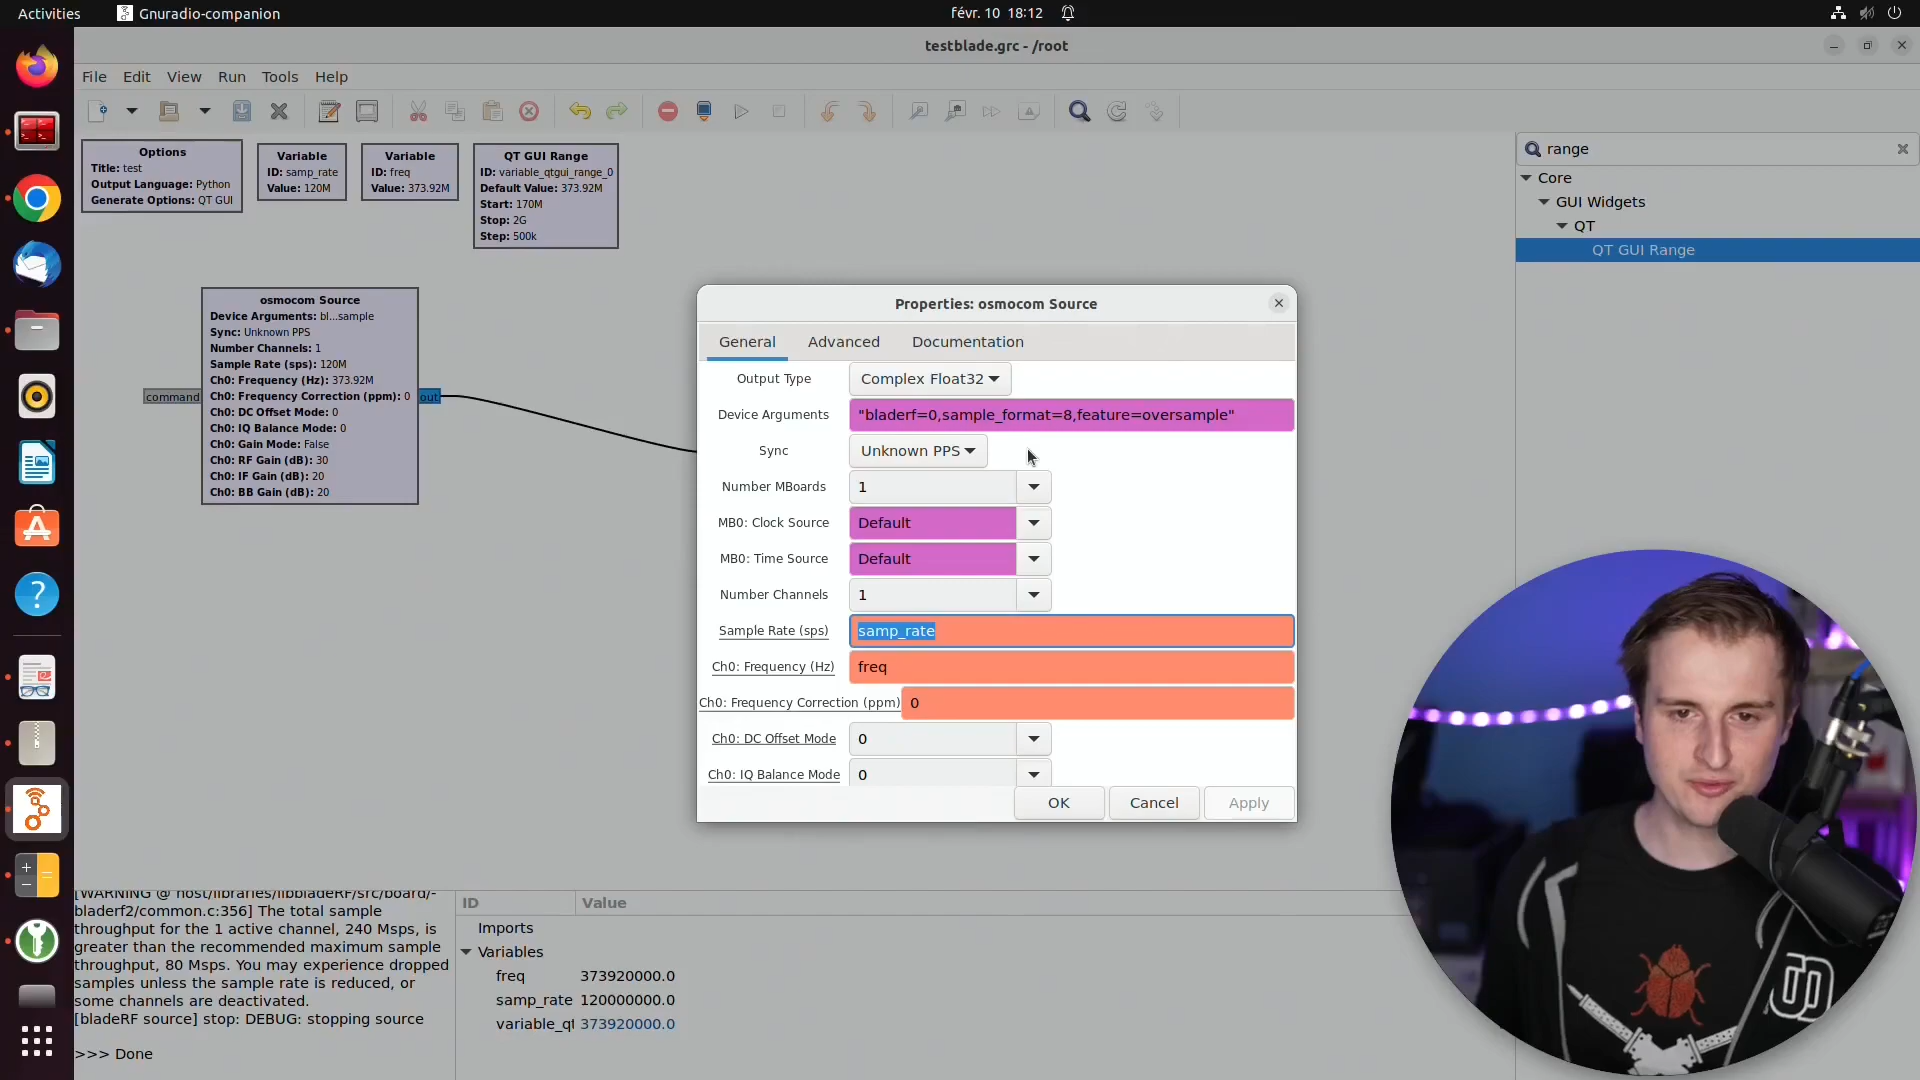 Activities
Gnuradio-companion
févr. 10 18:12
testblade.grc - /root
File Edit View Run Tools Help
Options
Title: test
Output Language: Python
Generate Options: QT GUI
Variable
ID: samp_rate
Value: 120M
Variable
ID: freq
Value: 373.92M
QT GUI Range
ID: variable_qtgui_range_0
Default Value: 373.92M
Start: 170M
Stop: 2G
Step: 500k
range
Core
GUI Widgets
QT
QT GUI Range
osmocom Source
Device Arguments: bl...sample
Sync: Unknown PPS
Number Channels: 1
Sample Rate (sps): 120M
Ch0: Frequency (Hz): 373.92M
Ch0: Frequency Correction (ppm): 0
Ch0: DC Offset Mode: 0
Ch0: IQ Balance Mode: 0
Ch0: Gain Mode: False
Ch0: RF Gain (dB): 30
Ch0: IF Gain (dB): 20
Ch0: BB Gain (dB): 20
command
out
Properties: osmocom Source
General Advanced Documentation
Output Type Complex Float32
Device Arguments "bladerf=0,sample_format=8,feature=oversample"
Sync Unknown PPS
Number MBoards 1
MB0: Clock Source Default
MB0: Time Source Default
Number Channels 1
Sample Rate (sps) samp_rate
Ch0: Frequency (Hz) freq
Ch0: Frequency Correction (ppm) 0
Ch0: DC Offset Mode 0
Ch0: IQ Balance Mode 0
OK Cancel Apply
[WARNING @ host/libraries/libbladeRF/src/board/-
bladerf2/common.c:356] The total sample
throughput for the 1 active channel, 240 Msps, is
greater than the recommended maximum sample
throughput, 80 Msps. You may experience dropped
samples unless the sample rate is reduced, or
some channels are deactivated.
[bladeRF source] stop: DEBUG: stopping source
>>> Done
ID Value
Imports
Variables
freq 373920000.0
samp_rate 120000000.0
variable_qt 373920000.0